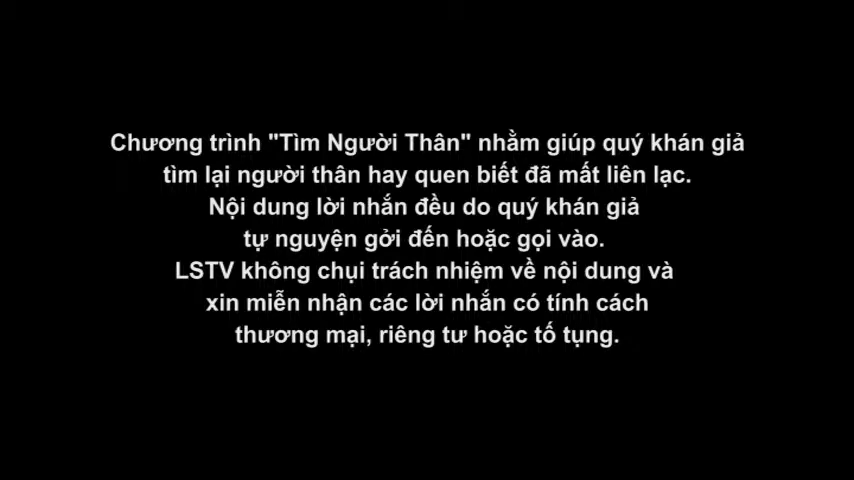 Chương trình "Tìm Người Thân" nhằm giúp quý khán giả
tìm lại người thân hay quen biết đã mất liên lạc.
Nội dung lời nhắn đều do quý khán giả
tự nguyện gởi đến hoặc gọi vào.
LSTV không chụi trách nhiệm về nội dung và
xin miễn nhận các lời nhắn có tính cách
thương mại, riêng tư hoặc tố tụng.